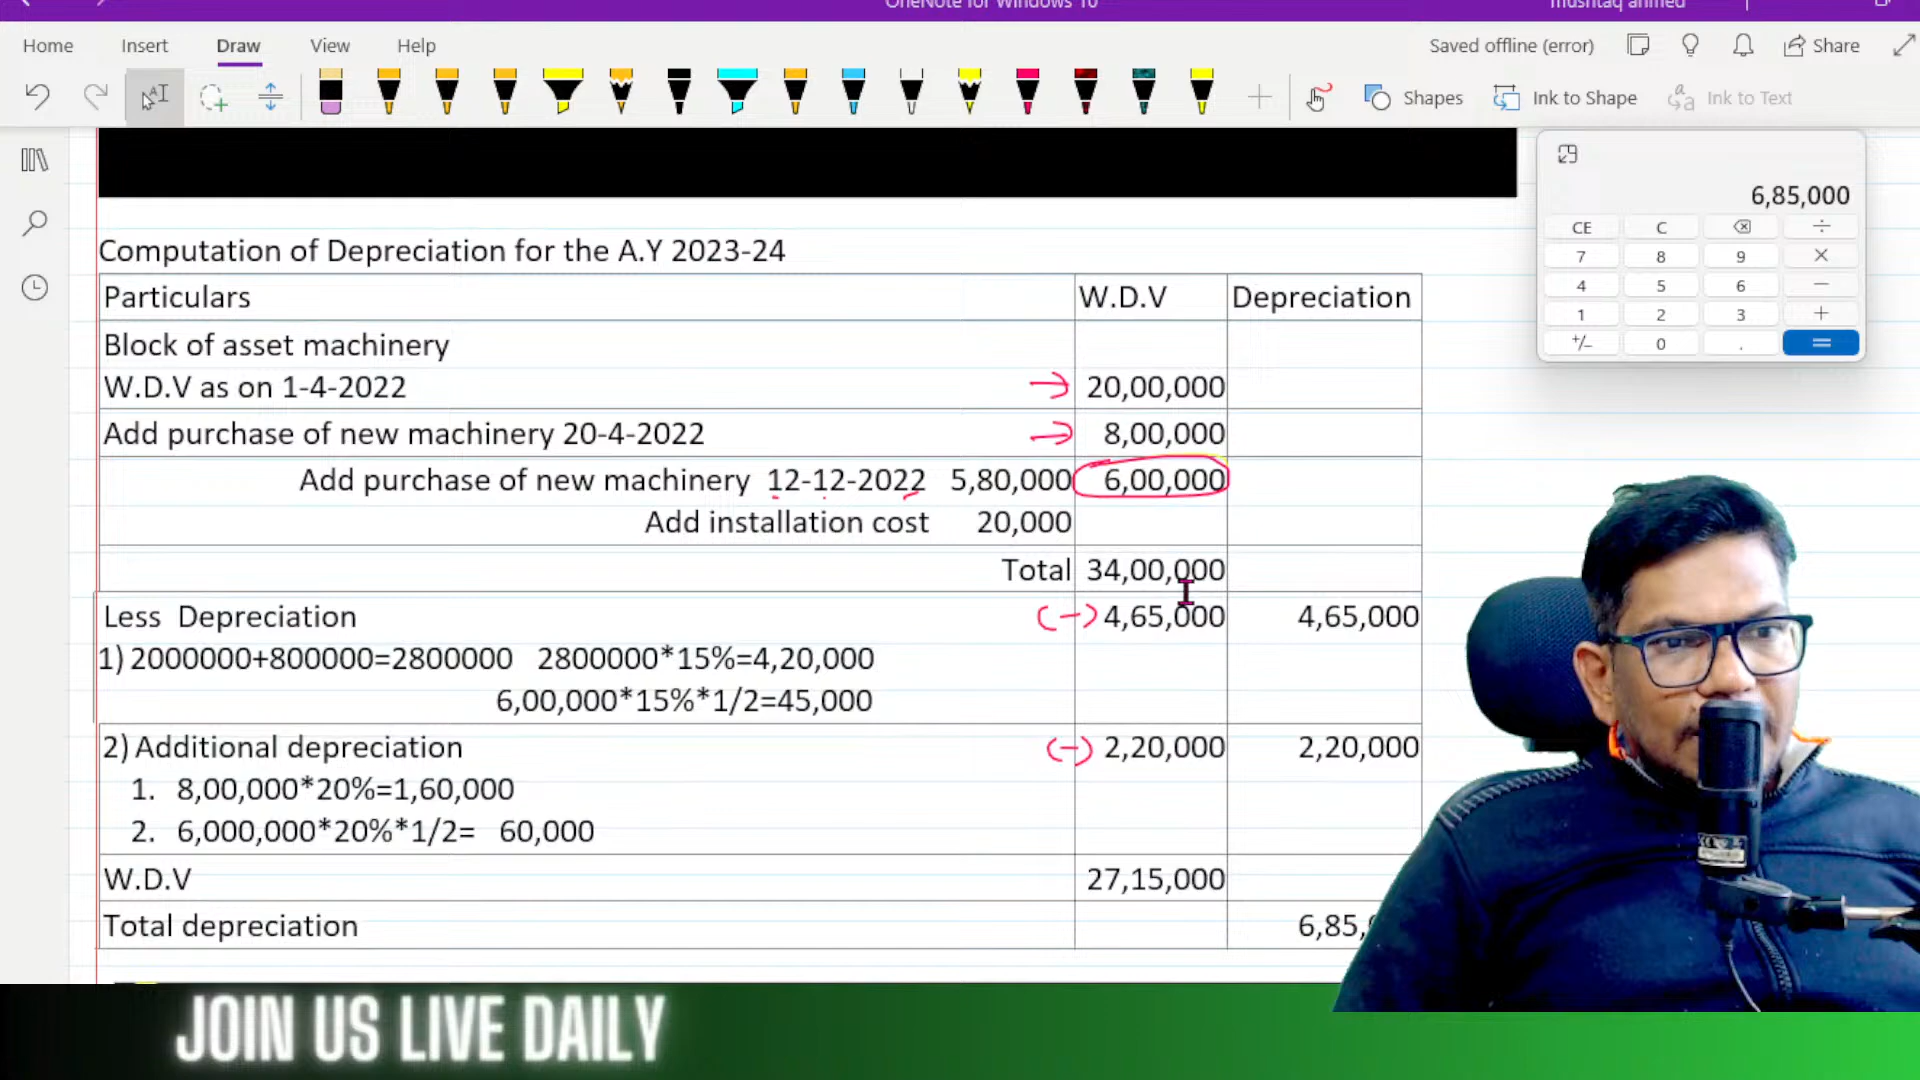 OneNote for Windows 10
mushtaq ahmed
Home Insert Draw View Help
Saved offline (error) Share
Shapes Ink to Shape Ink to Text
6,85,000
CE C ÷
7 8 9 ×
4 5 6 −
1 2 3 +
+/− 0 . =
Computation of Depreciation for the A.Y 2023-24
Particulars W.D.V Depreciation
Block of asset machinery
W.D.V as on 1-4-2022 → 20,00,000
Add purchase of new machinery 20-4-2022 → 8,00,000
Add purchase of new machinery 12-12-2022 5,80,000 6,00,000
Add installation cost 20,000
Total 34,00,000
Less Depreciation (-) 4,65,000 4,65,000
1) 2000000+800000=2800000 2800000*15%=4,20,000
6,00,000*15%*1/2=45,000
2) Additional depreciation (-) 2,20,000 2,20,000
1. 8,00,000*20%=1,60,000
2. 6,000,000*20%*1/2= 60,000
W.D.V 27,15,000
Total depreciation 6,85,
JOIN US LIVE DAILY